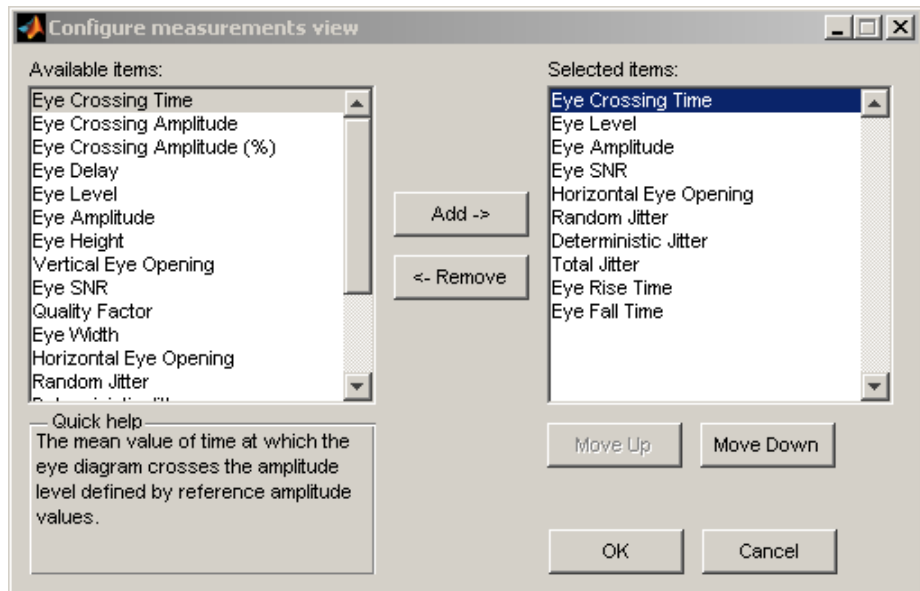 Configure measurements view
Available items:
Eye Crossing Time
Eye Crossing Amplitude
Eye Crossing Amplitude (%)
Eye Delay
Eye Level
Eye Amplitude
Eye Height
Vertical Eye Opening
Eye SNR
Quality Factor
Eye Width
Horizontal Eye Opening
Random Jitter
Add ->
<- Remove
Selected items:
Eye Crossing Time
Eye Level
Eye Amplitude
Eye SNR
Horizontal Eye Opening
Random Jitter
Deterministic Jitter
Total Jitter
Eye Rise Time
Eye Fall Time
Quick help
The mean value of time at which the
eye diagram crosses the amplitude
level defined by reference amplitude
values.
Move Up
Move Down
OK
Cancel